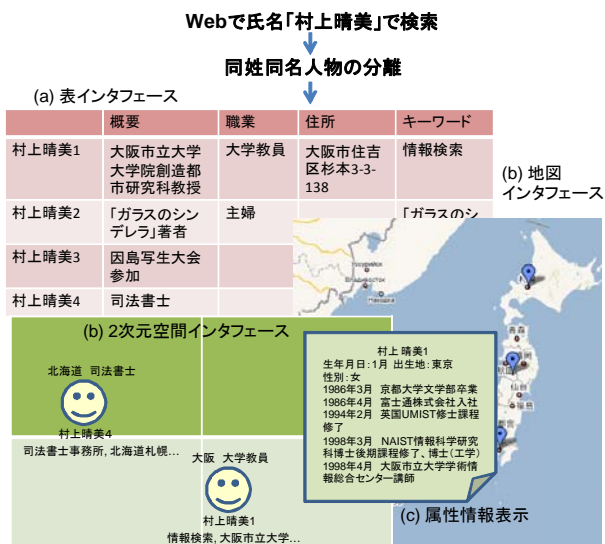 Webで氏名「村上晴美」で検索
同姓同名人物の分離
(a) 表インタフェース
概要 職業 住所 キーワード
村上晴美1
大阪市立大学
大学院創造都
市研究科教授
大学教員
大阪市住吉
区杉本3-3-
138
情報検索
村上晴美2
「ガラスのシン
デレラ」著者
主婦
「ガラスのシ
村上晴美3
因島写生大会
参加
村上晴美4
司法書士
(b) 地図
インタフェース
青森
仙台
福島
(b) 2次元空間インタフェース
北海道 司法書士
村上晴美4
司法書士事務所, 北海道札幌…
大阪 大学教員
村上晴美1
情報検索, 大阪市立大学…
村上晴美1
生年月日：1月 出生地：東京
性別：女
1986年3月 京都大学文学部卒業
1986年4月 富士通株式会社入社
1994年2月 英国UMIST修士課程
修了
1998年3月 NAIST情報科学研究
科博士後期課程修了、博士（工学）
1998年4月 大阪市立大学学術情
報総合センター講師
(c) 属性情報表示